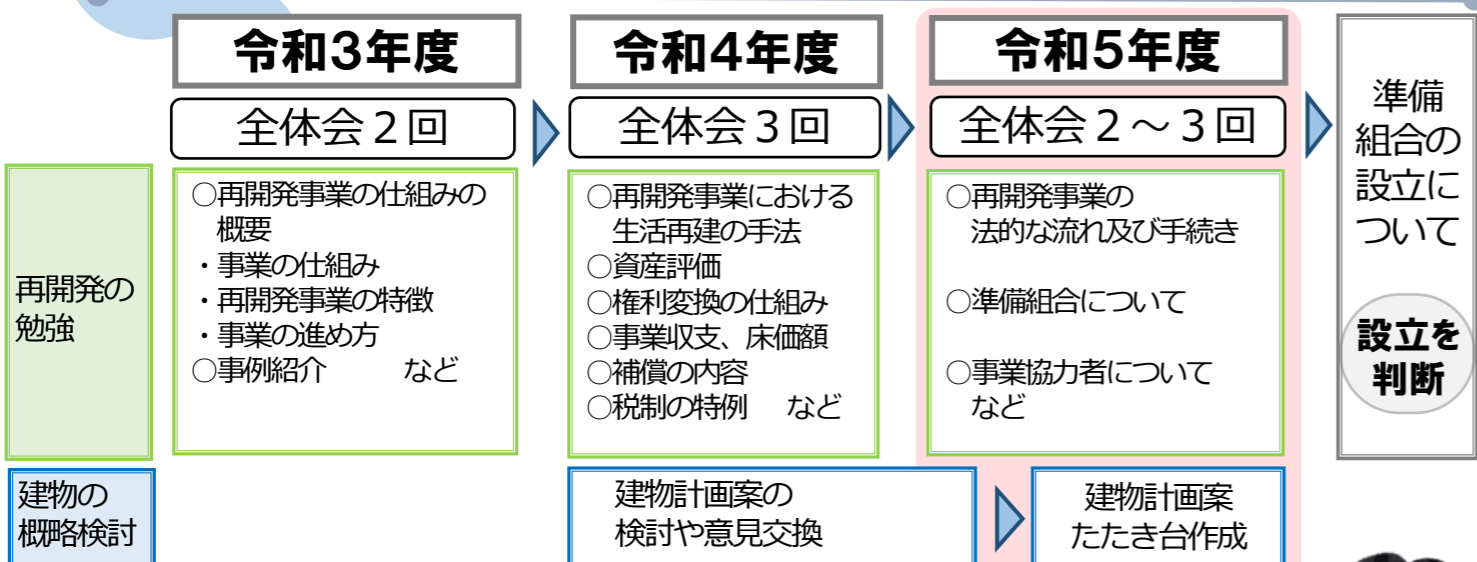 令和3年度
令和4年度
令和5年度
全体会２回
全体会３回
全体会２～３回
再開発の
勉強
○再開発事業の仕組みの
概要
・事業の仕組み
・再開発事業の特徴
・事業の進め方
○事例紹介　　など
○再開発事業における
生活再建の手法
○資産評価
○権利変換の仕組み
○事業収支、床価額
○補償の内容
○税制の特例　など
○再開発事業の
法的な流れ及び手続き
○準備組合について
○事業協力者について
など
準備
組合の
設立に
ついて
設立を
判断
建物の
概略検討
建物計画案の
検討や意見交換
建物計画案
たたき台作成